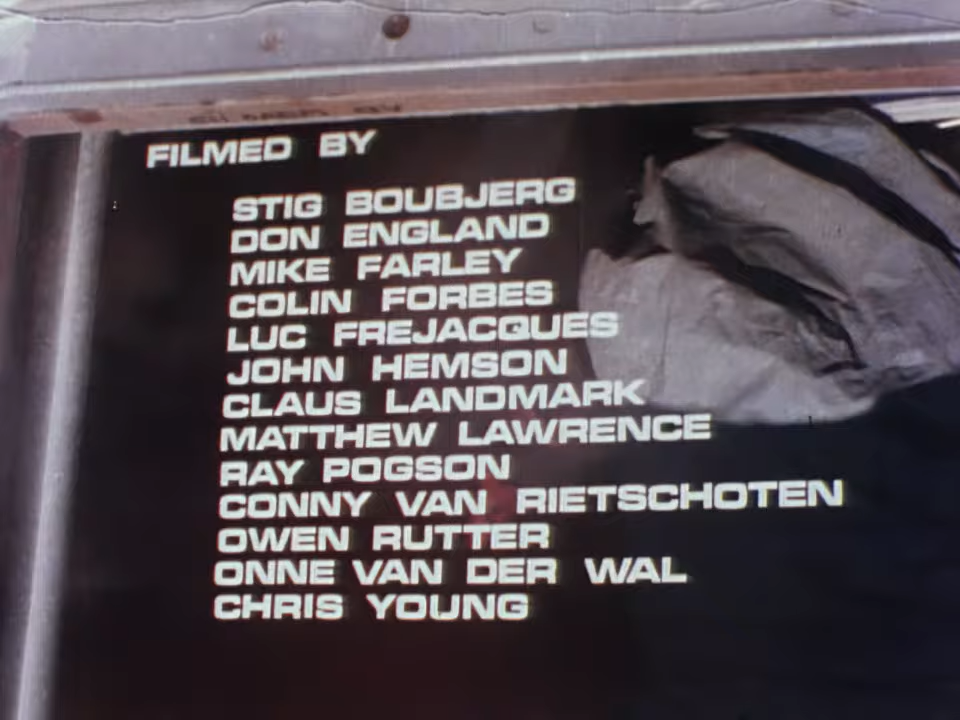 FILMED BY
STIG BOUBJERG
DON ENGLAND
MIKE FARLEY
COLIN FORBES
LUC FREJACQUES
JOHN HEMSON
CLAUS LANDMARK
MATTHEW LAWRENCE
RAY POGSON
CONNY VAN RIETSCHOTEN
OWEN RUTTER
ONNE VAN DER WAL
CHRIS YOUNG